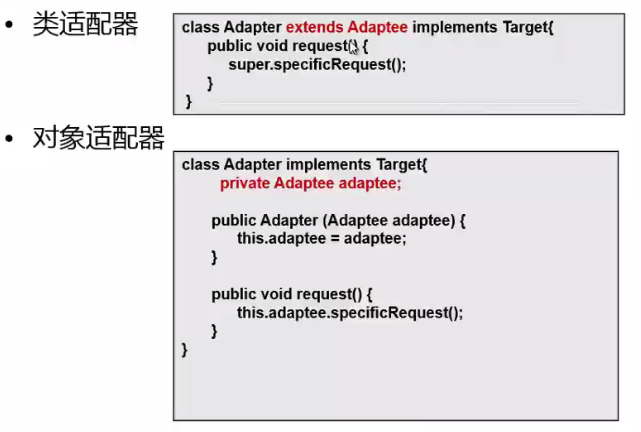 • 类适配器
class Adapter extends Adaptee implements Target{
public void request() {
super.specificRequest();
}
}
• 对象适配器
class Adapter implements Target{
private Adaptee adaptee;
public Adapter (Adaptee adaptee) {
this.adaptee = adaptee;
}
public void request() {
this.adaptee.specificRequest();
}
}